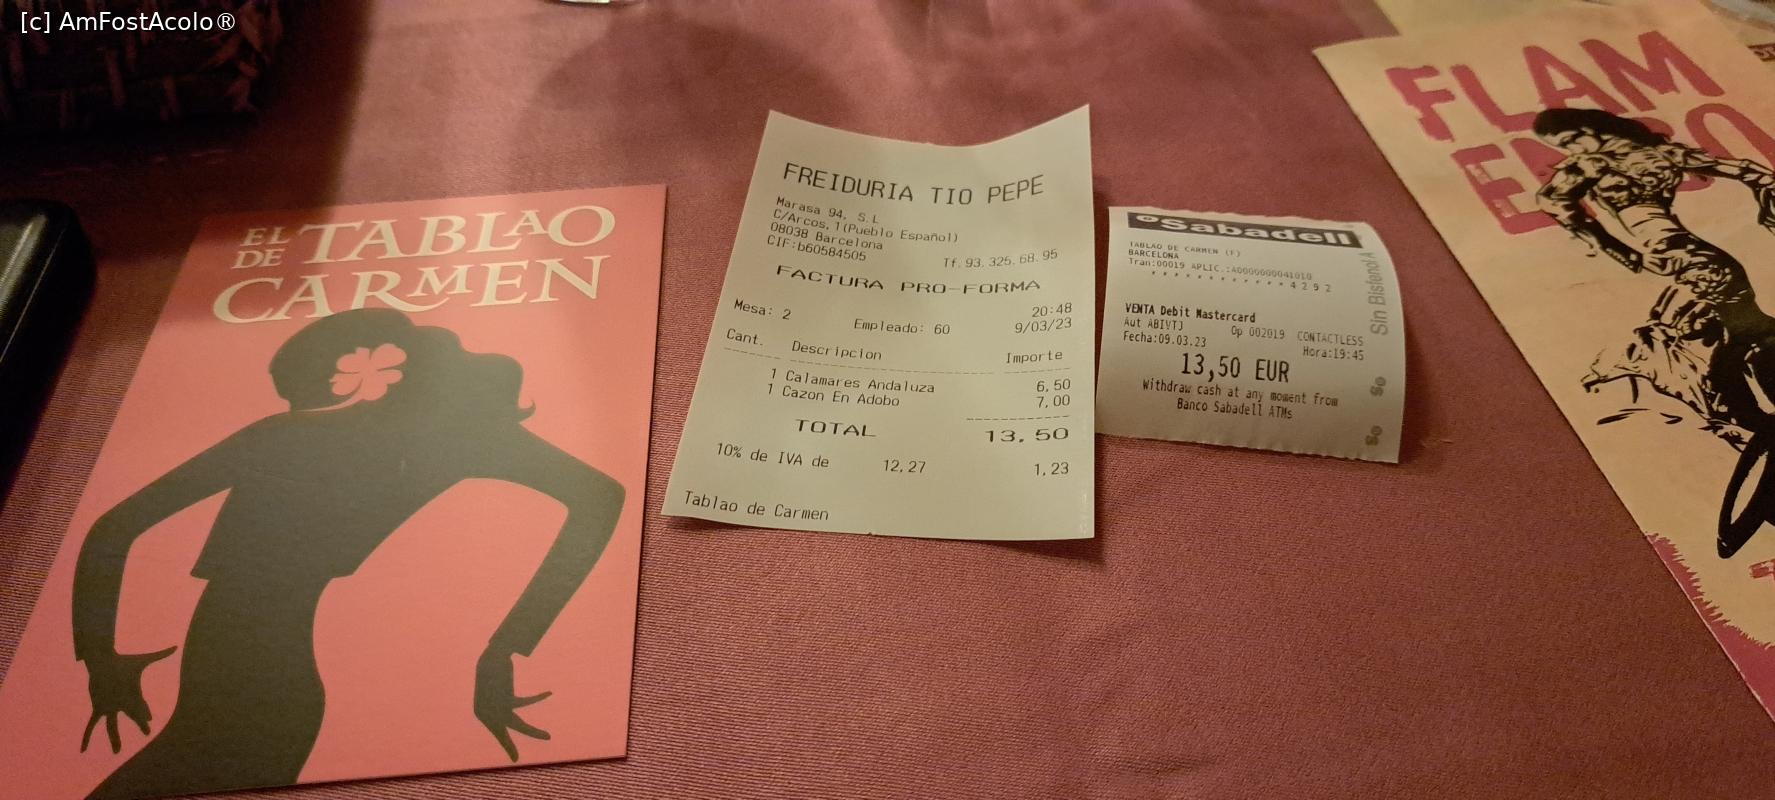 [c] AmFostAcolo®
EL TABLAO
DE CARMEN
FREIDURIA TIO PEPE
Marasa 94, S.L
C/Arcos, 1(Pueblo Español)
08038 Barcelona
CIF:b60584505
Tf. 93. 325. 68. 95
FACTURA PRO-FORMA
Mesa: 2
Empleado: 60
20:48
9/03/23
Cant. Descripcion Importe
1 Calamares Andaluza 6,50
1 Cazon En Adobo 7,00
TOTAL 13,50
10% de IVA de 12,27 1,23
Tablao de Carmen
Sabadell
TABLAO DE CARMEN (F)
BARCELONA
Tran:00019 APLIC.:A0000000041010
************4292
VENTA Debit Mastercard
Aut ABIVTJ Op 002019 CONTACTLESS
Fecha:09.03.23 Hora:19:45
13,50 EUR
Withdraw cash at any moment from
Banco Sabadell ATMs
Sin Bisfenol A
FLAM